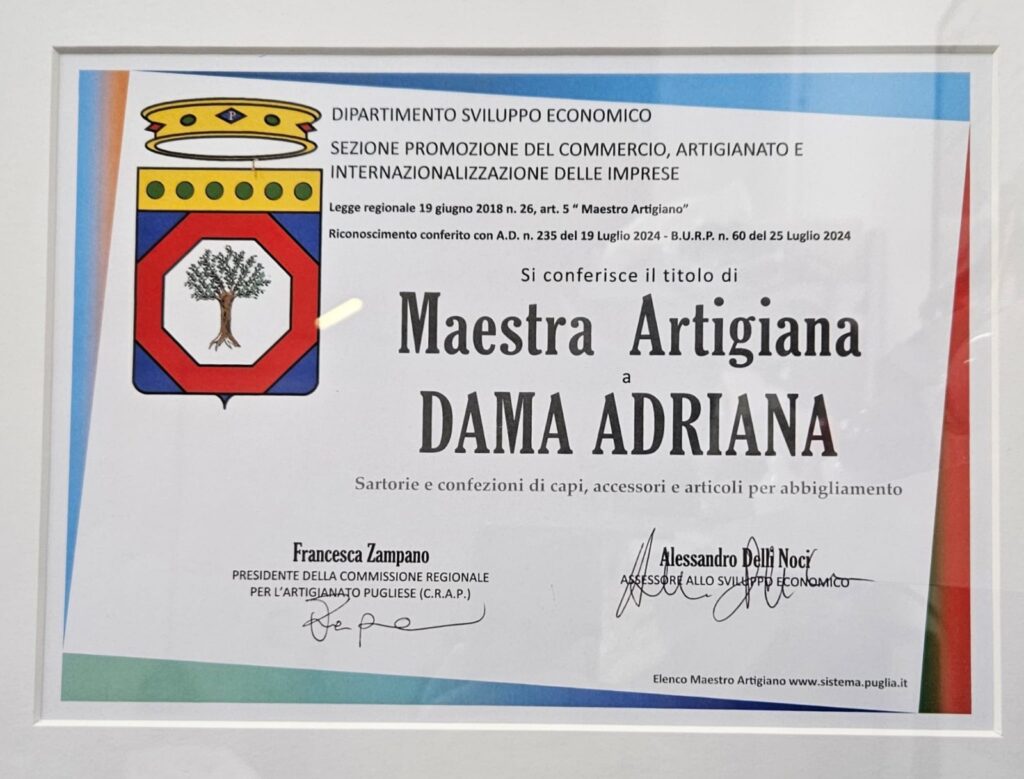 P
DIPARTIMENTO SVILUPPO ECONOMICO
SEZIONE PROMOZIONE DEL COMMERCIO, ARTIGIANATO E
INTERNAZIONALIZZAZIONE DELLE IMPRESE
Legge regionale 19 giugno 2018 n. 26, art. 5 “ Maestro Artigiano”
Riconoscimento conferito con A.D. n. 235 del 19 Luglio 2024 - B.U.R.P. n. 60 del 25 Luglio 2024
Si conferisce il titolo di
Maestra Artigiana
a
DAMA ADRIANA
Sartorie e confezioni di capi, accessori e articoli per abbigliamento
Francesca Zampano
PRESIDENTE DELLA COMMISSIONE REGIONALE
PER L’ARTIGIANATO PUGLIESE (C.R.A.P.)
Alessandro Delli Noci
ASSESSORE ALLO SVILUPPO ECONOMICO
Elenco Maestro Artigiano www.sistema.puglia.it